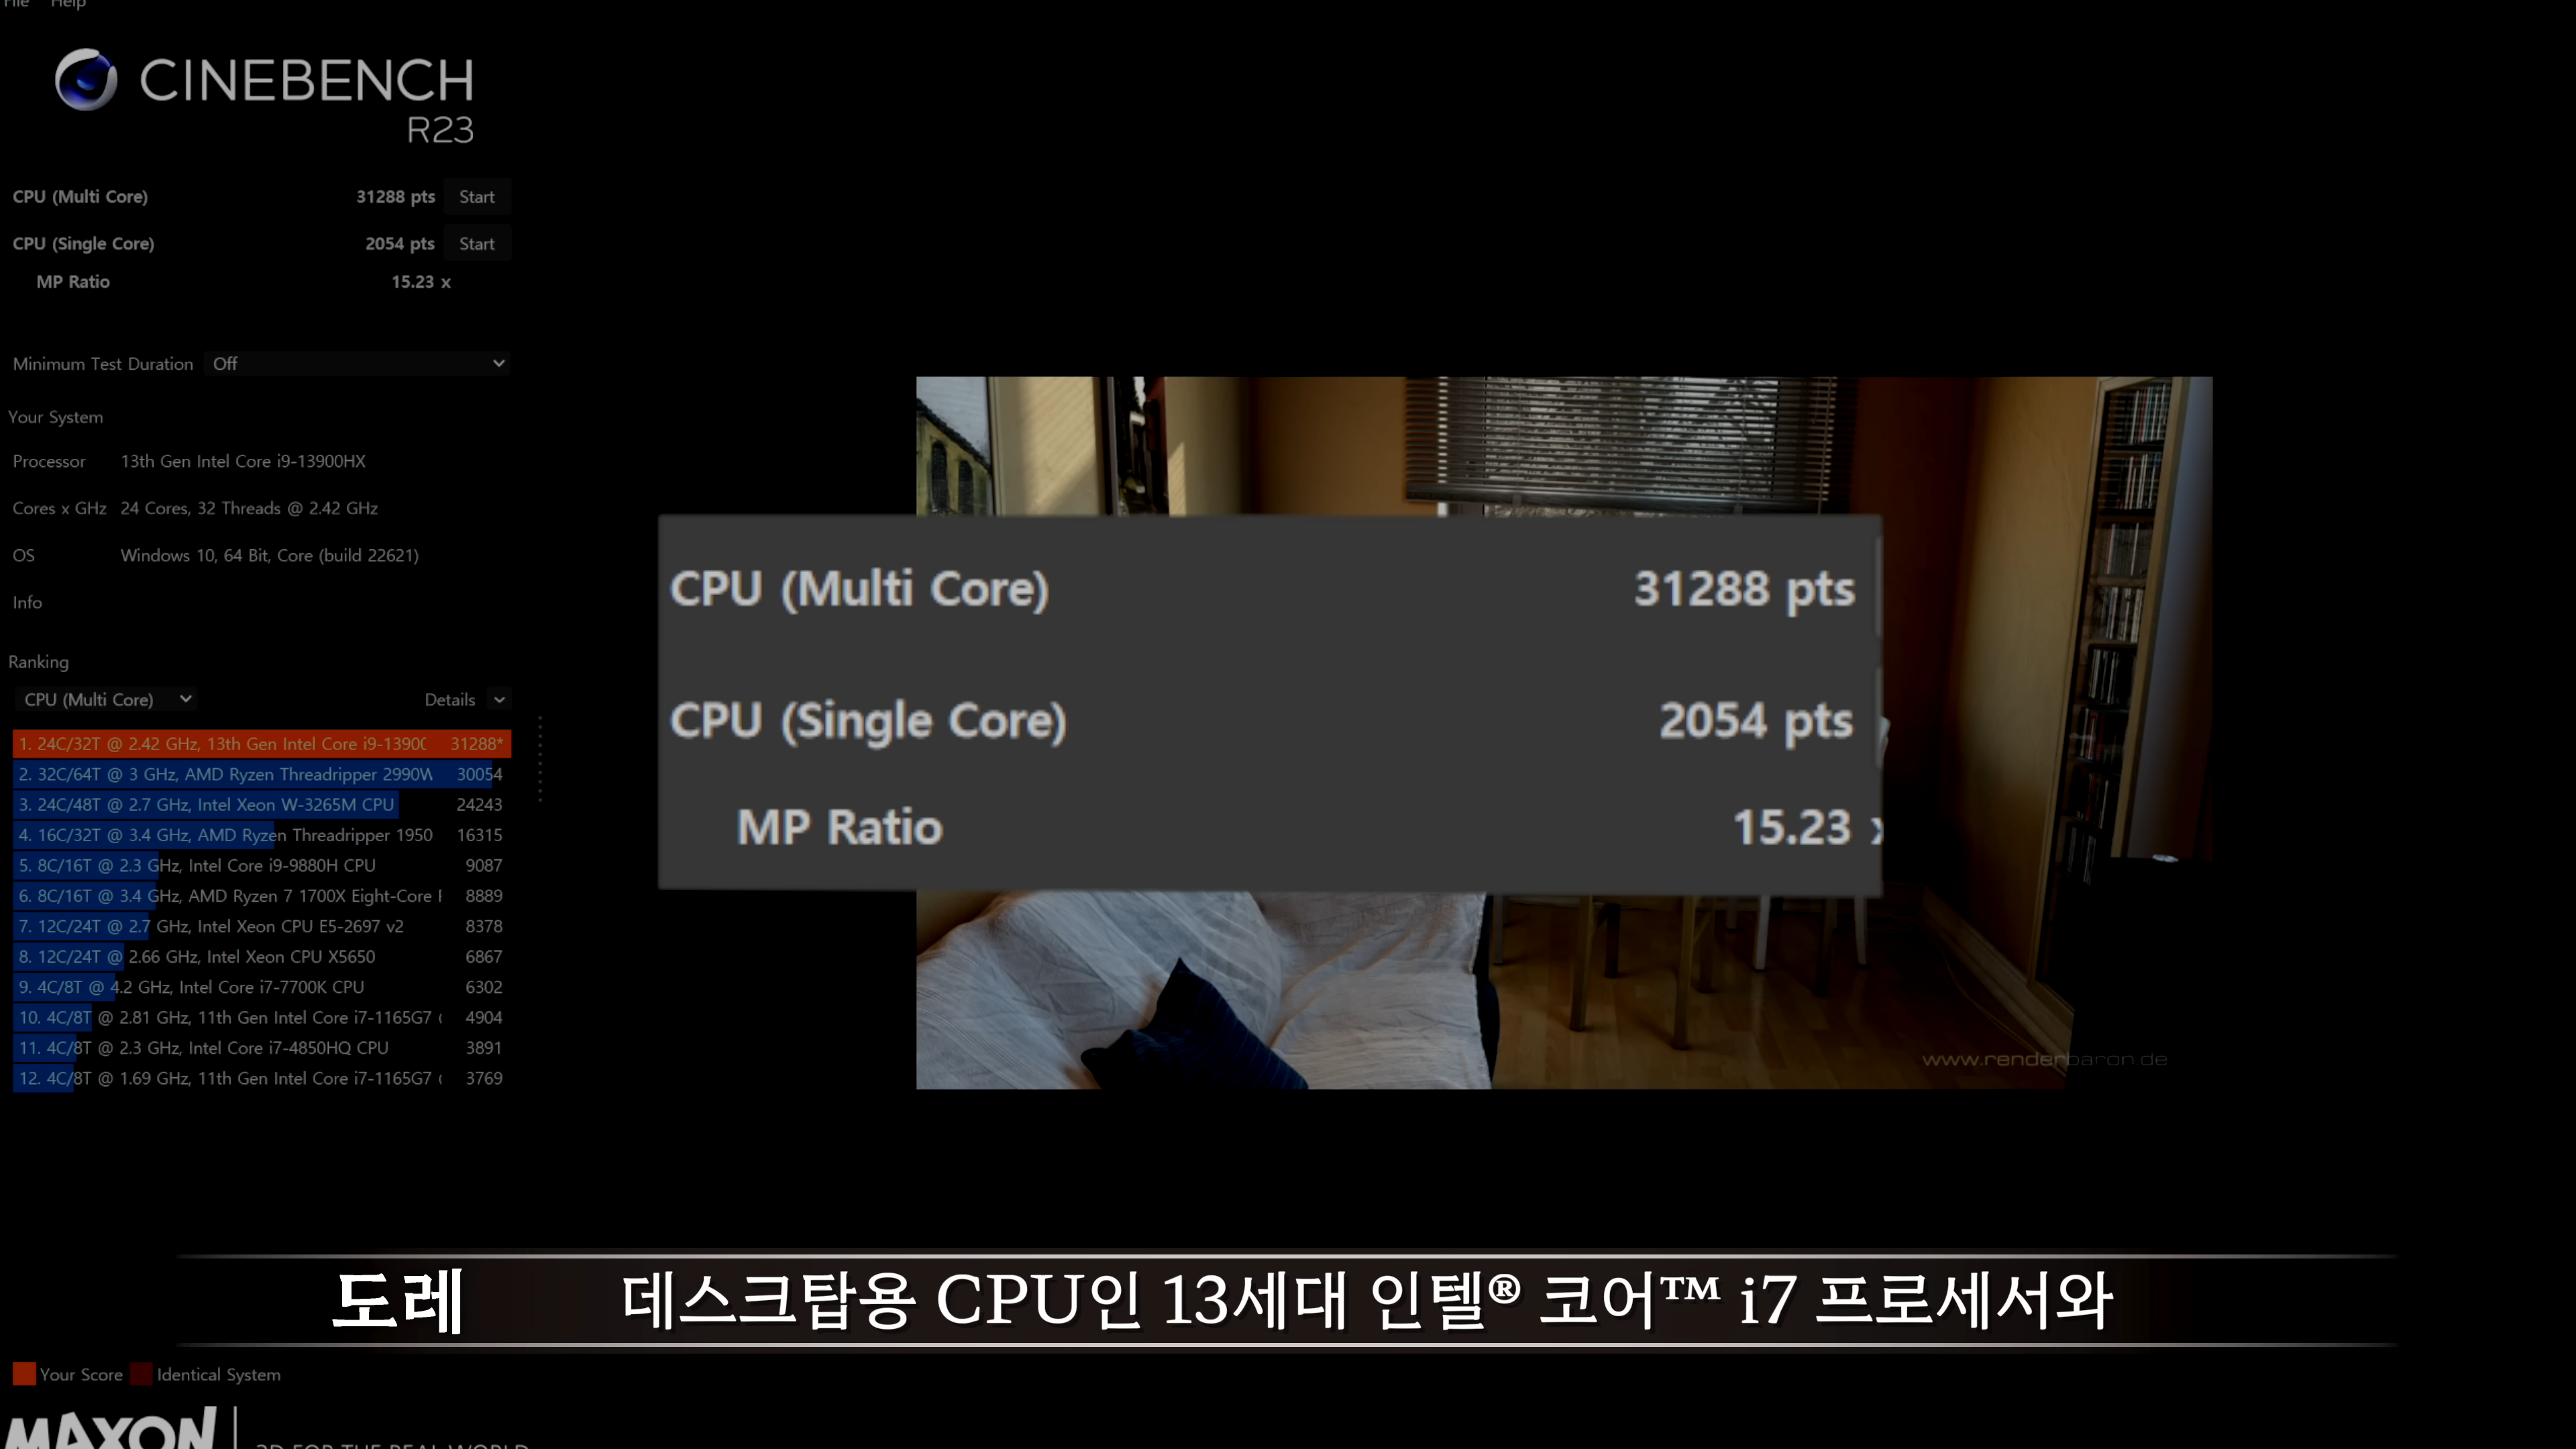 File Help
CINEBENCH
R23
CPU (Multi Core) 31288 pts Start
CPU (Single Core) 2054 pts Start
MP Ratio 15.23 x
Minimum Test Duration Off
Your System
Processor 13th Gen Intel Core i9-13900HX
Cores x GHz 24 Cores, 32 Threads @ 2.42 GHz
OS Windows 10, 64 Bit, Core (build 22621)
Info
Ranking
CPU (Multi Core) Details
1. 24C/32T @ 2.42 GHz, 13th Gen Intel Core i9-1390 31288*
2. 32C/64T @ 3 GHz, AMD Ryzen Threadripper 2990W 30054
3. 24C/48T @ 2.7 GHz, Intel Xeon W-3265M CPU 24243
4. 16C/32T @ 3.4 GHz, AMD Ryzen Threadripper 1950 16315
5. 8C/16T @ 2.3 GHz, Intel Core i9-9880H CPU 9087
6. 8C/16T @ 3.4 GHz, AMD Ryzen 7 1700X Eight-Core 8889
7. 12C/24T @ 2.7 GHz, Intel Xeon CPU E5-2697 v2 8378
8. 12C/24T @ 2.66 GHz, Intel Xeon CPU X5650 6867
9. 4C/8T @ 4.2 GHz, Intel Core i7-7700K CPU 6302
10. 4C/8T @ 2.81 GHz, 11th Gen Intel Core i7-1165G7 4904
11. 4C/8T @ 2.3 GHz, Intel Core i7-4850HQ CPU 3891
12. 4C/8T @ 1.69 GHz, 11th Gen Intel Core i7-1165G7 3769
CPU (Multi Core) 31288 pts
CPU (Single Core) 2054 pts
MP Ratio 15.23 x
www.renderbaron.de
도레 데스크탑용 CPU인 13세대 인텔® 코어™ i7 프로세서와
Your Score Identical System
MAXON 3D FOR THE REAL WORLD